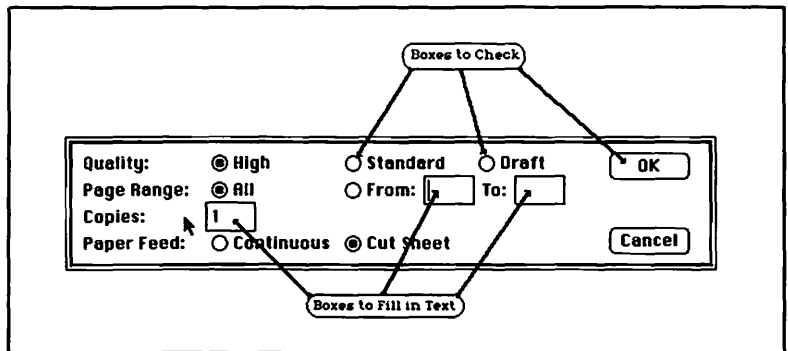 Boxes to Check
Quality: High Standard Draft OK
Page Range: All From: To:
Copies: 1
Paper Feed: Continuous Cut Sheet Cancel
Boxes to Fill in Text